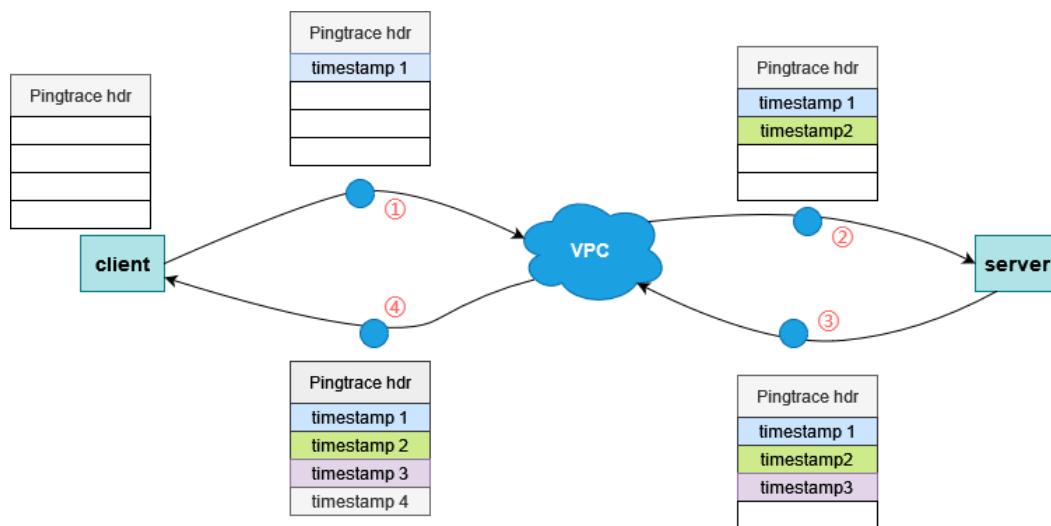 Pingtrace hdr
timestamp 1
Pingtrace hdr
timestamp 1
timestamp2
Pingtrace hdr
①
②
VPC
client
server
④
③
Pingtrace hdr
timestamp 1
timestamp 2
timestamp 3
timestamp 4
Pingtrace hdr
timestamp 1
timestamp2
timestamp3